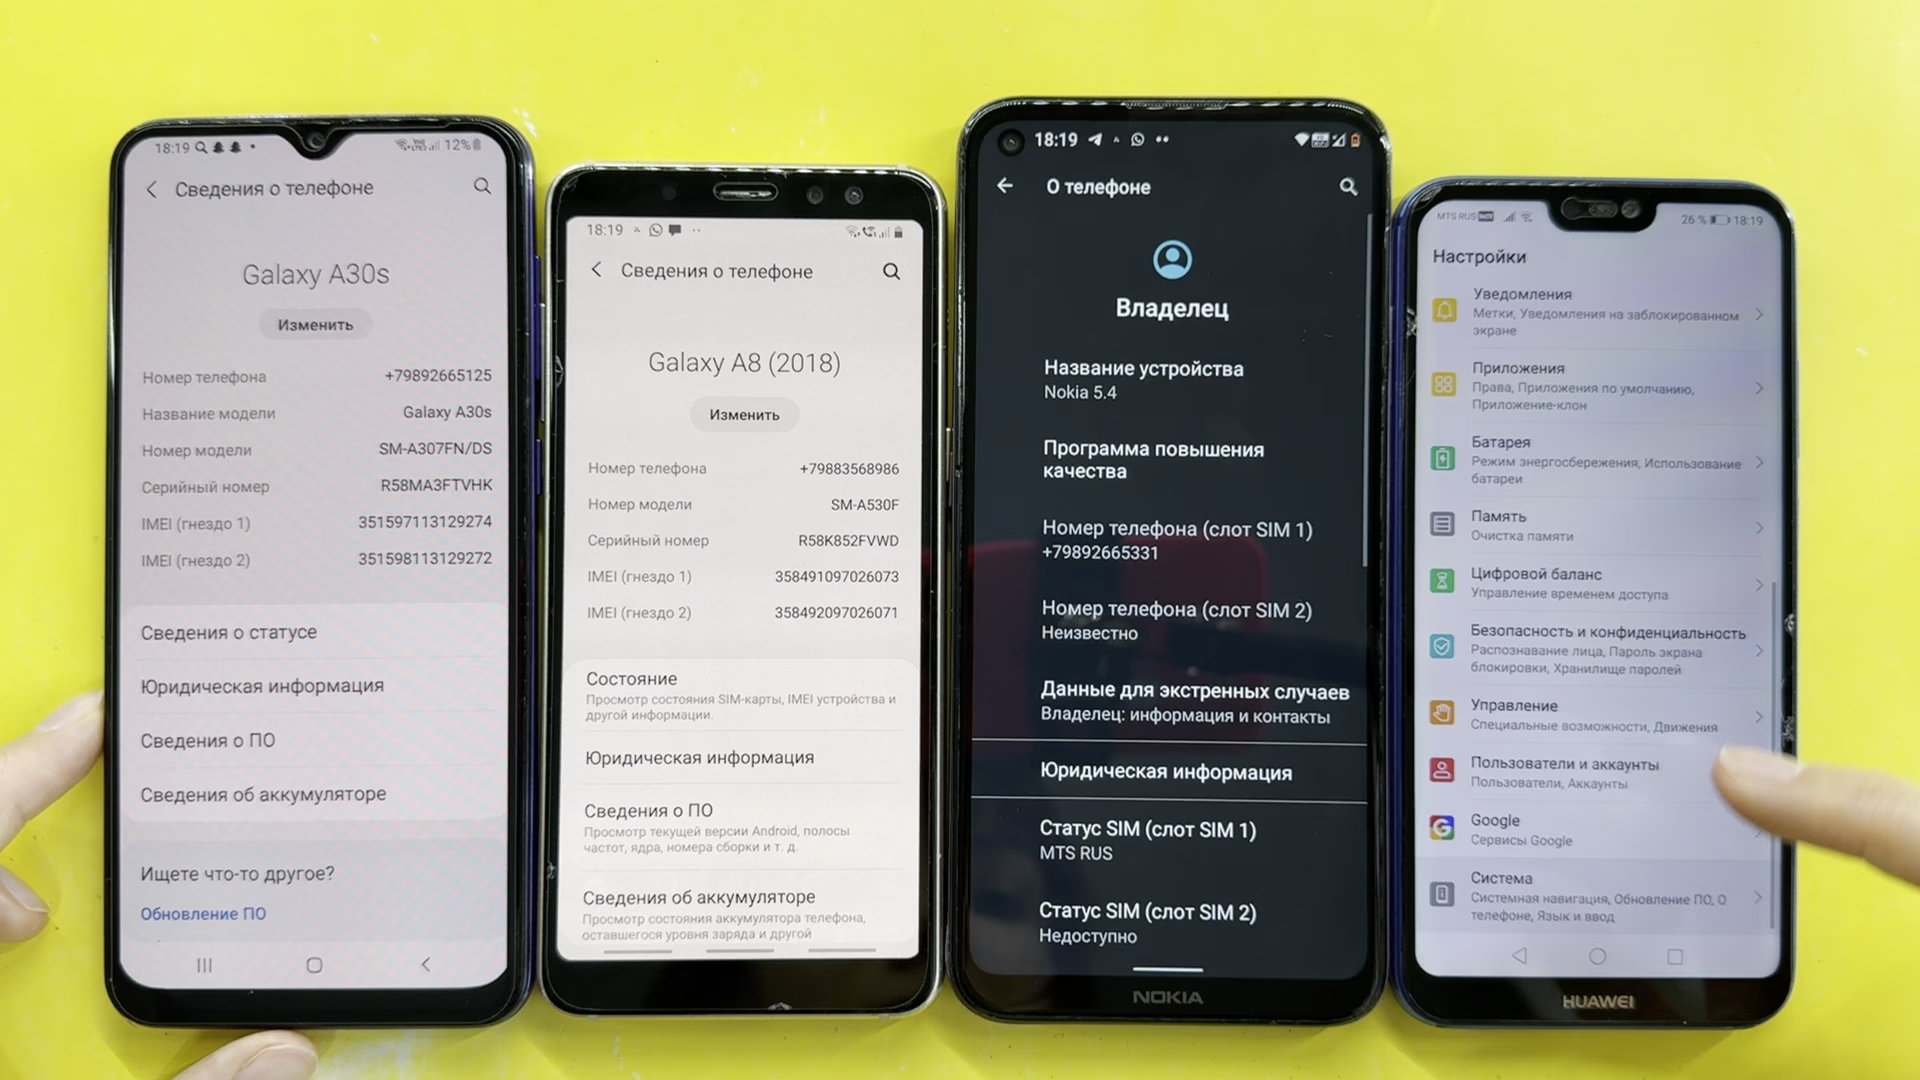 18:19
12%
Сведения о телефоне
Galaxy A30s
Изменить
Номер телефона +79892665125
Название модели Galaxy A30s
Номер модели SM-A307FN/DS
Серийный номер R58MA3FTVHK
IMEI (гнездо 1) 351597113129274
IMEI (гнездо 2) 351598113129272
Сведения о статусе
Юридическая информация
Сведения о ПО
Сведения об аккумуляторе
Ищете что-то другое?
Обновление ПО
18:19
Сведения о телефоне
Galaxy A8 (2018)
Изменить
Номер телефона +79883568986
Номер модели SM-A530F
Серийный номер R58K852FVWD
IMEI (гнездо 1) 358491097026073
IMEI (гнездо 2) 358492097026071
Состояние
Просмотр состояния SIM-карты, IMEI устройства и
другой информации.
Юридическая информация
Сведения о ПО
Просмотр текущей версии Android, полосы
частот, ядра, номера сборки и т. д.
Сведения об аккумуляторе
Просмотр состояния аккумулятора телефона,
оставшегося уровня заряда и другой
18:19
О телефоне
Владелец
Название устройства
Nokia 5.4
Программа повышения
качества
Номер телефона (слот SIM 1)
+79892665331
Номер телефона (слот SIM 2)
Неизвестно
Данные для экстренных случаев
Владелец: информация и контакты
Юридическая информация
Статус SIM (слот SIM 1)
MTS RUS
Статус SIM (слот SIM 2)
Недоступно
NOKIA
MTS RUS
26 % 18:19
Настройки
Уведомления
Метки, Уведомления на заблокированном
экране
Приложения
Права, Приложения по умолчанию,
Приложение-клон
Батарея
Режим энергосбережения, Использование
батареи
Память
Очистка памяти
Цифровой баланс
Управление временем доступа
Безопасность и конфиденциальность
Распознавание лица, Пароль экрана
блокировки, Хранилище паролей
Управление
Специальные возможности, Движения
Пользователи и аккаунты
Пользователи, Аккаунты
Google
Сервисы Google
Система
Системная навигация, Обновление ПО, О
телефоне, Язык и ввод
HUAWEI